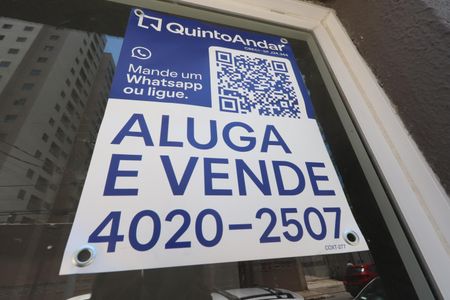 QuintoAndar
Mande um
Whatsapp
ou ligue.
ALUGA
E VENDE
4020-2507